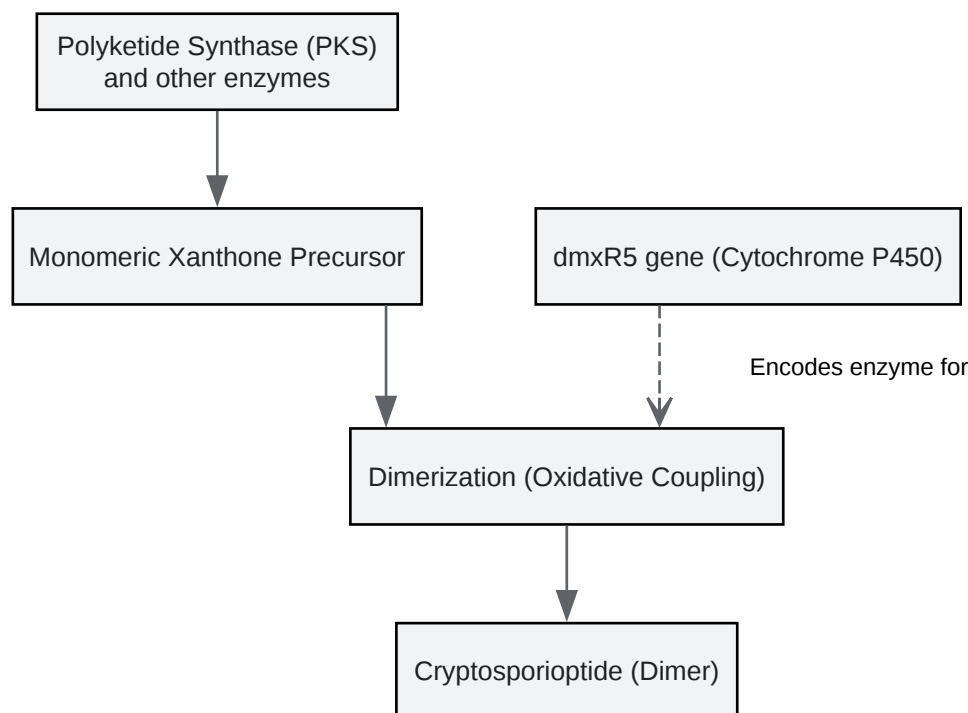 Polyketide Synthase (PKS)
and other enzymes
Monomeric Xanthone Precursor
dmxR5 gene (Cytochrome P450)
Encodes enzyme for
Dimerization (Oxidative Coupling)
Cryptosporioptide (Dimer)